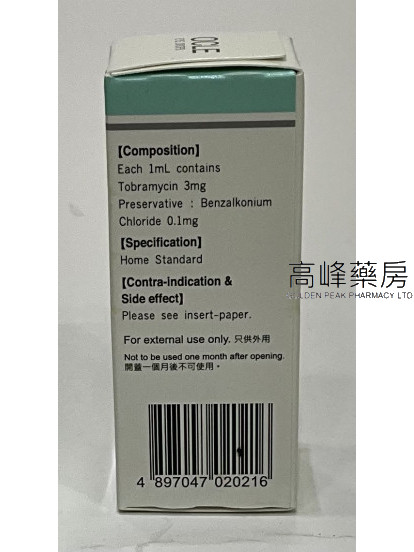 【Composition】
Each 1mL contains
Tobramycin 3mg
Preservative : Benzalkonium
Chloride 0.1mg
【Specification】
Home Standard
【Contra-indication &
Side effect】
Please see insert-paper.
For external use only. 只供外用
Not to be used one month after opening.
開蓋一個月後不可使用。
4 897047 020216
高峰藥房
GOLDEN PEAK PHARMACY LTD